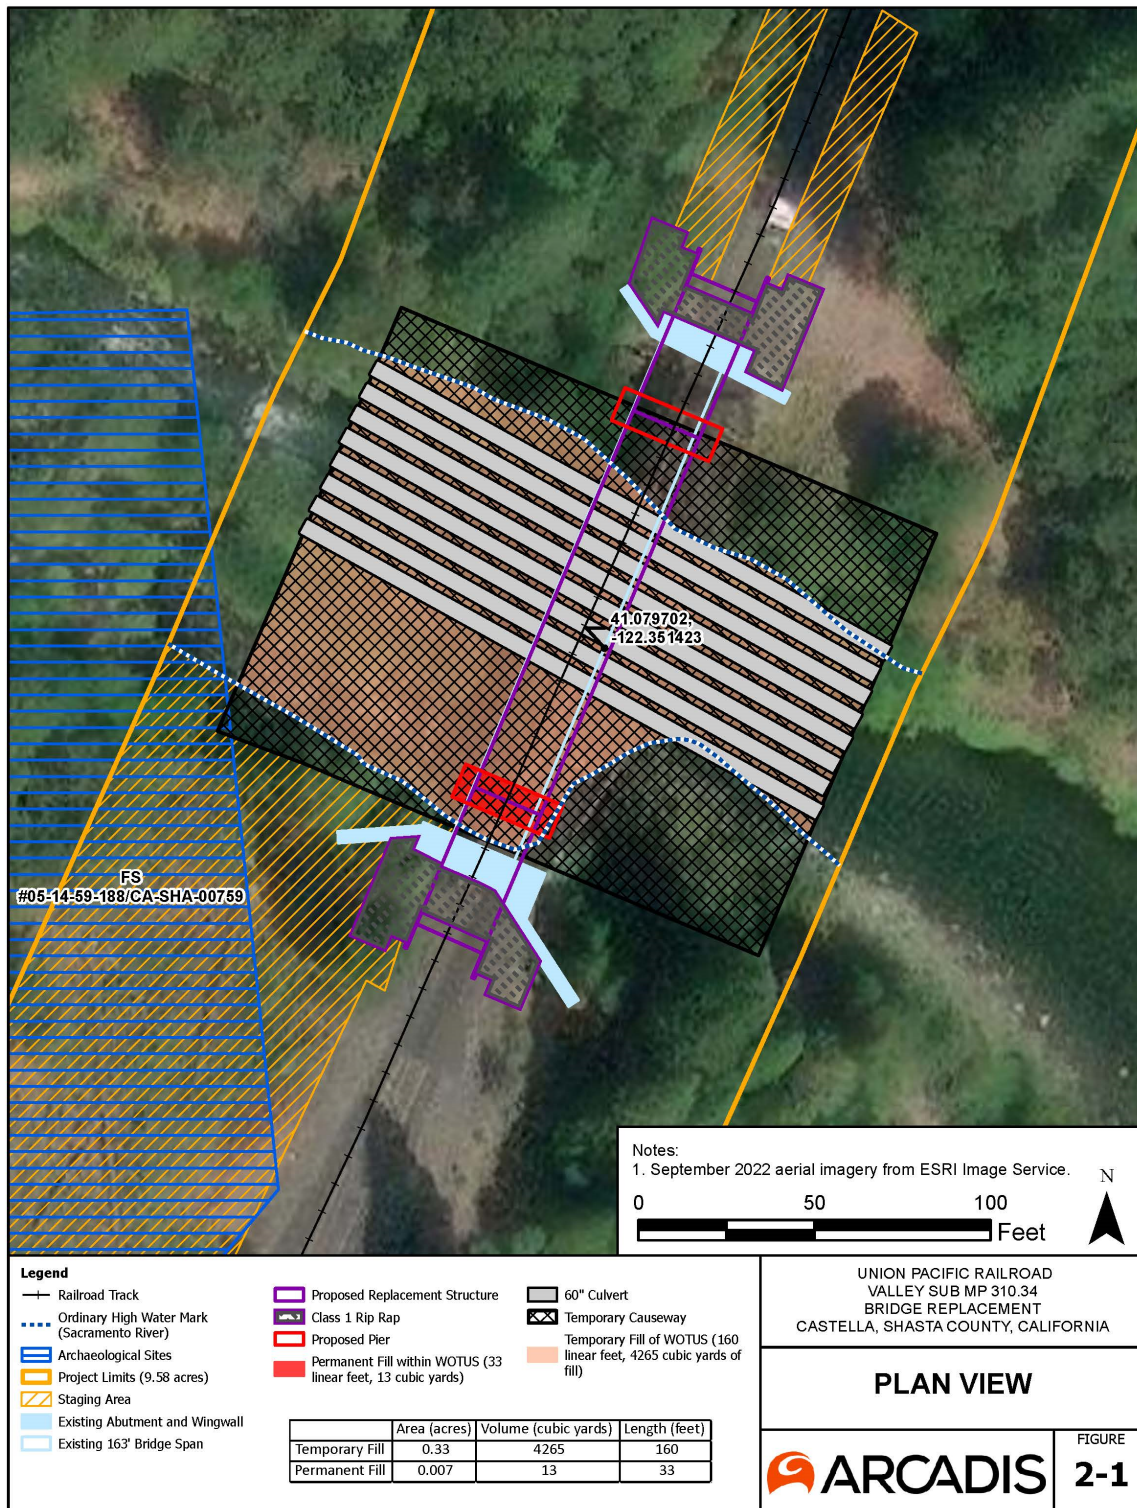 41.079702,
-122.351423
FS
#05-14-59-188/CA-SHA-00759
Notes:
1. September 2022 aerial imagery from ESRI Image Service.
0 50 100
Feet
N
Legend
Railroad Track
Ordinary High Water Mark
(Sacramento River)
Archaeological Sites
Project Limits (9.58 acres)
Staging Area
Existing Abutment and Wingwall
Existing 163' Bridge Span
Proposed Replacement Structure
Class 1 Rip Rap
Proposed Pier
Permanent Fill within WOTUS (33
linear feet, 13 cubic yards)
60" Culvert
Temporary Causeway
Temporary Fill of WOTUS (160
linear feet, 4265 cubic yards of
fill)
Area (acres) Volume (cubic yards) Length (feet)
Temporary Fill 0.33 4265 160
Permanent Fill 0.007 13 33
UNION PACIFIC RAILROAD
VALLEY SUB MP 310.34
BRIDGE REPLACEMENT
CASTELLA, SHASTA COUNTY, CALIFORNIA
PLAN VIEW
ARCADIS
FIGURE
2-1